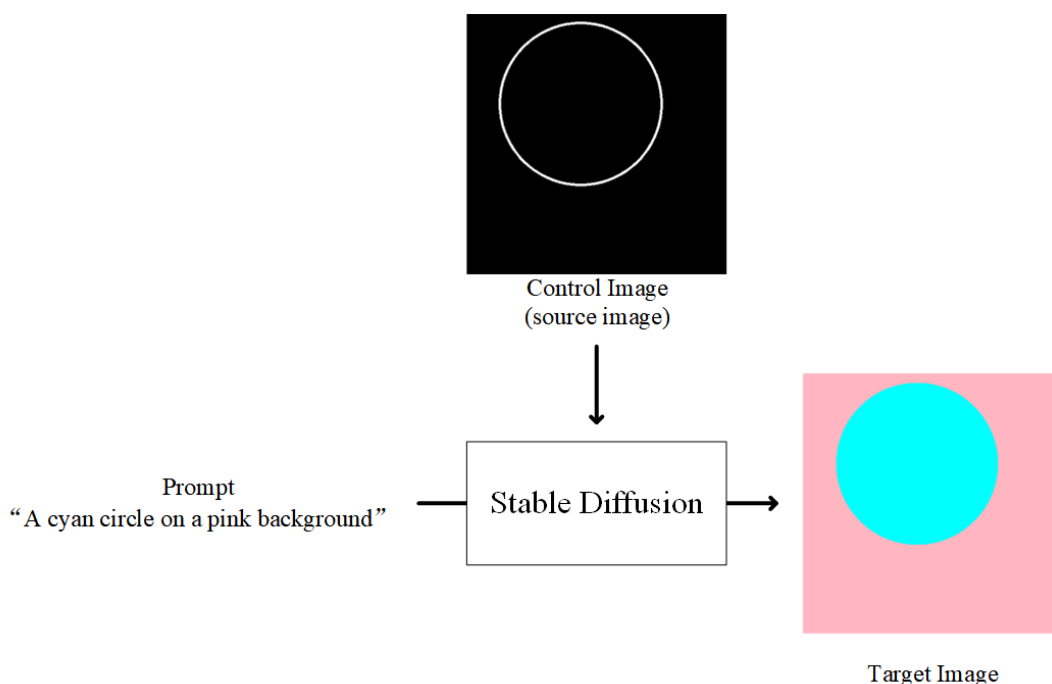 Control Image
(source image)
Prompt
“A cyan circle on a pink background”
Stable Diffusion
Target Image